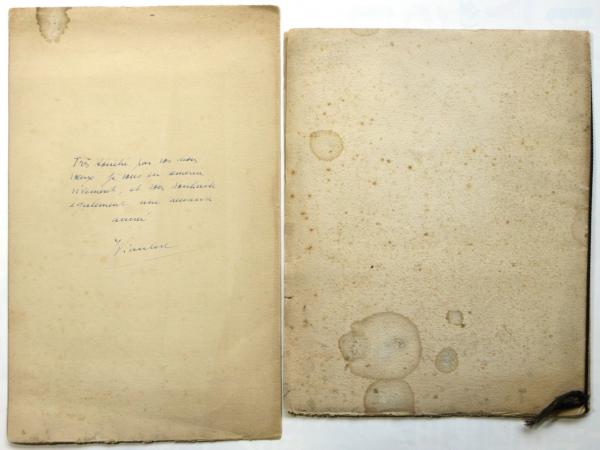 Très touché par vos bons
vœux je vous en remercie
vivement, et vous souhaite
également une heureuse
année